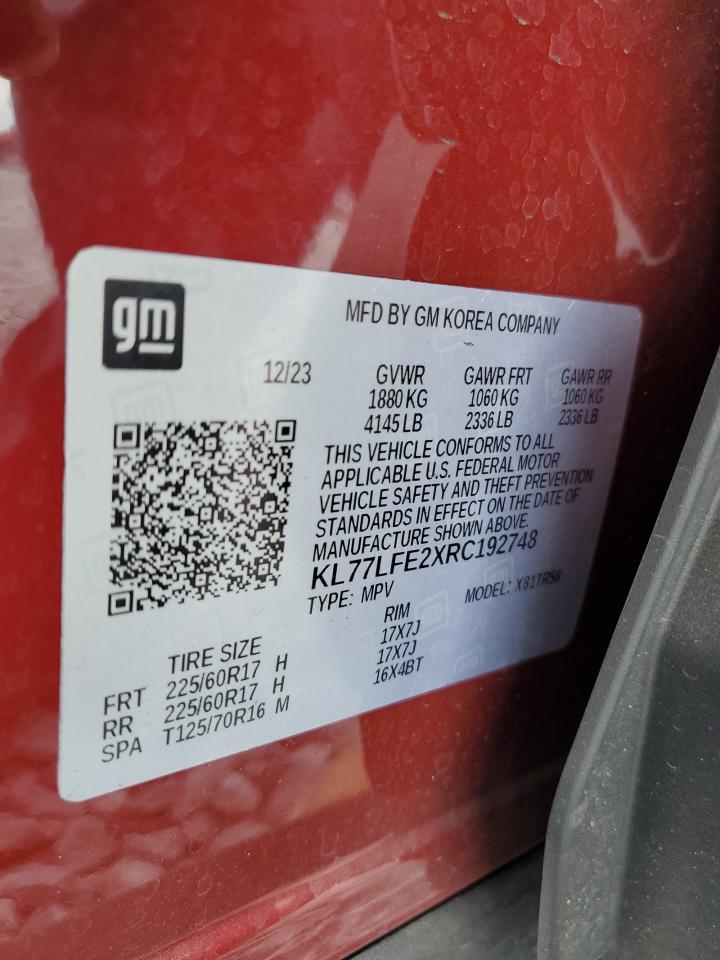 gm
MFD BY GM KOREA COMPANY
12/23 GVWR GAWR FRT GAWR RR
1880 KG 1060 KG 1060 KG
4145 LB 2336 LB 2336 LB
THIS VEHICLE CONFORMS TO ALL
APPLICABLE U.S. FEDERAL MOTOR
VEHICLE SAFETY AND THEFT PREVENTION
STANDARDS IN EFFECT ON THE DATE OF
MANUFACTURE SHOWN ABOVE.
KL77LFE2XRC192748
TYPE: MPV MODEL: X81TR58
TIRE SIZE RIM
FRT 225/60R17 H 17X7J
RR 225/60R17 H 17X7J
SPA T125/70R16 M 16X4BT